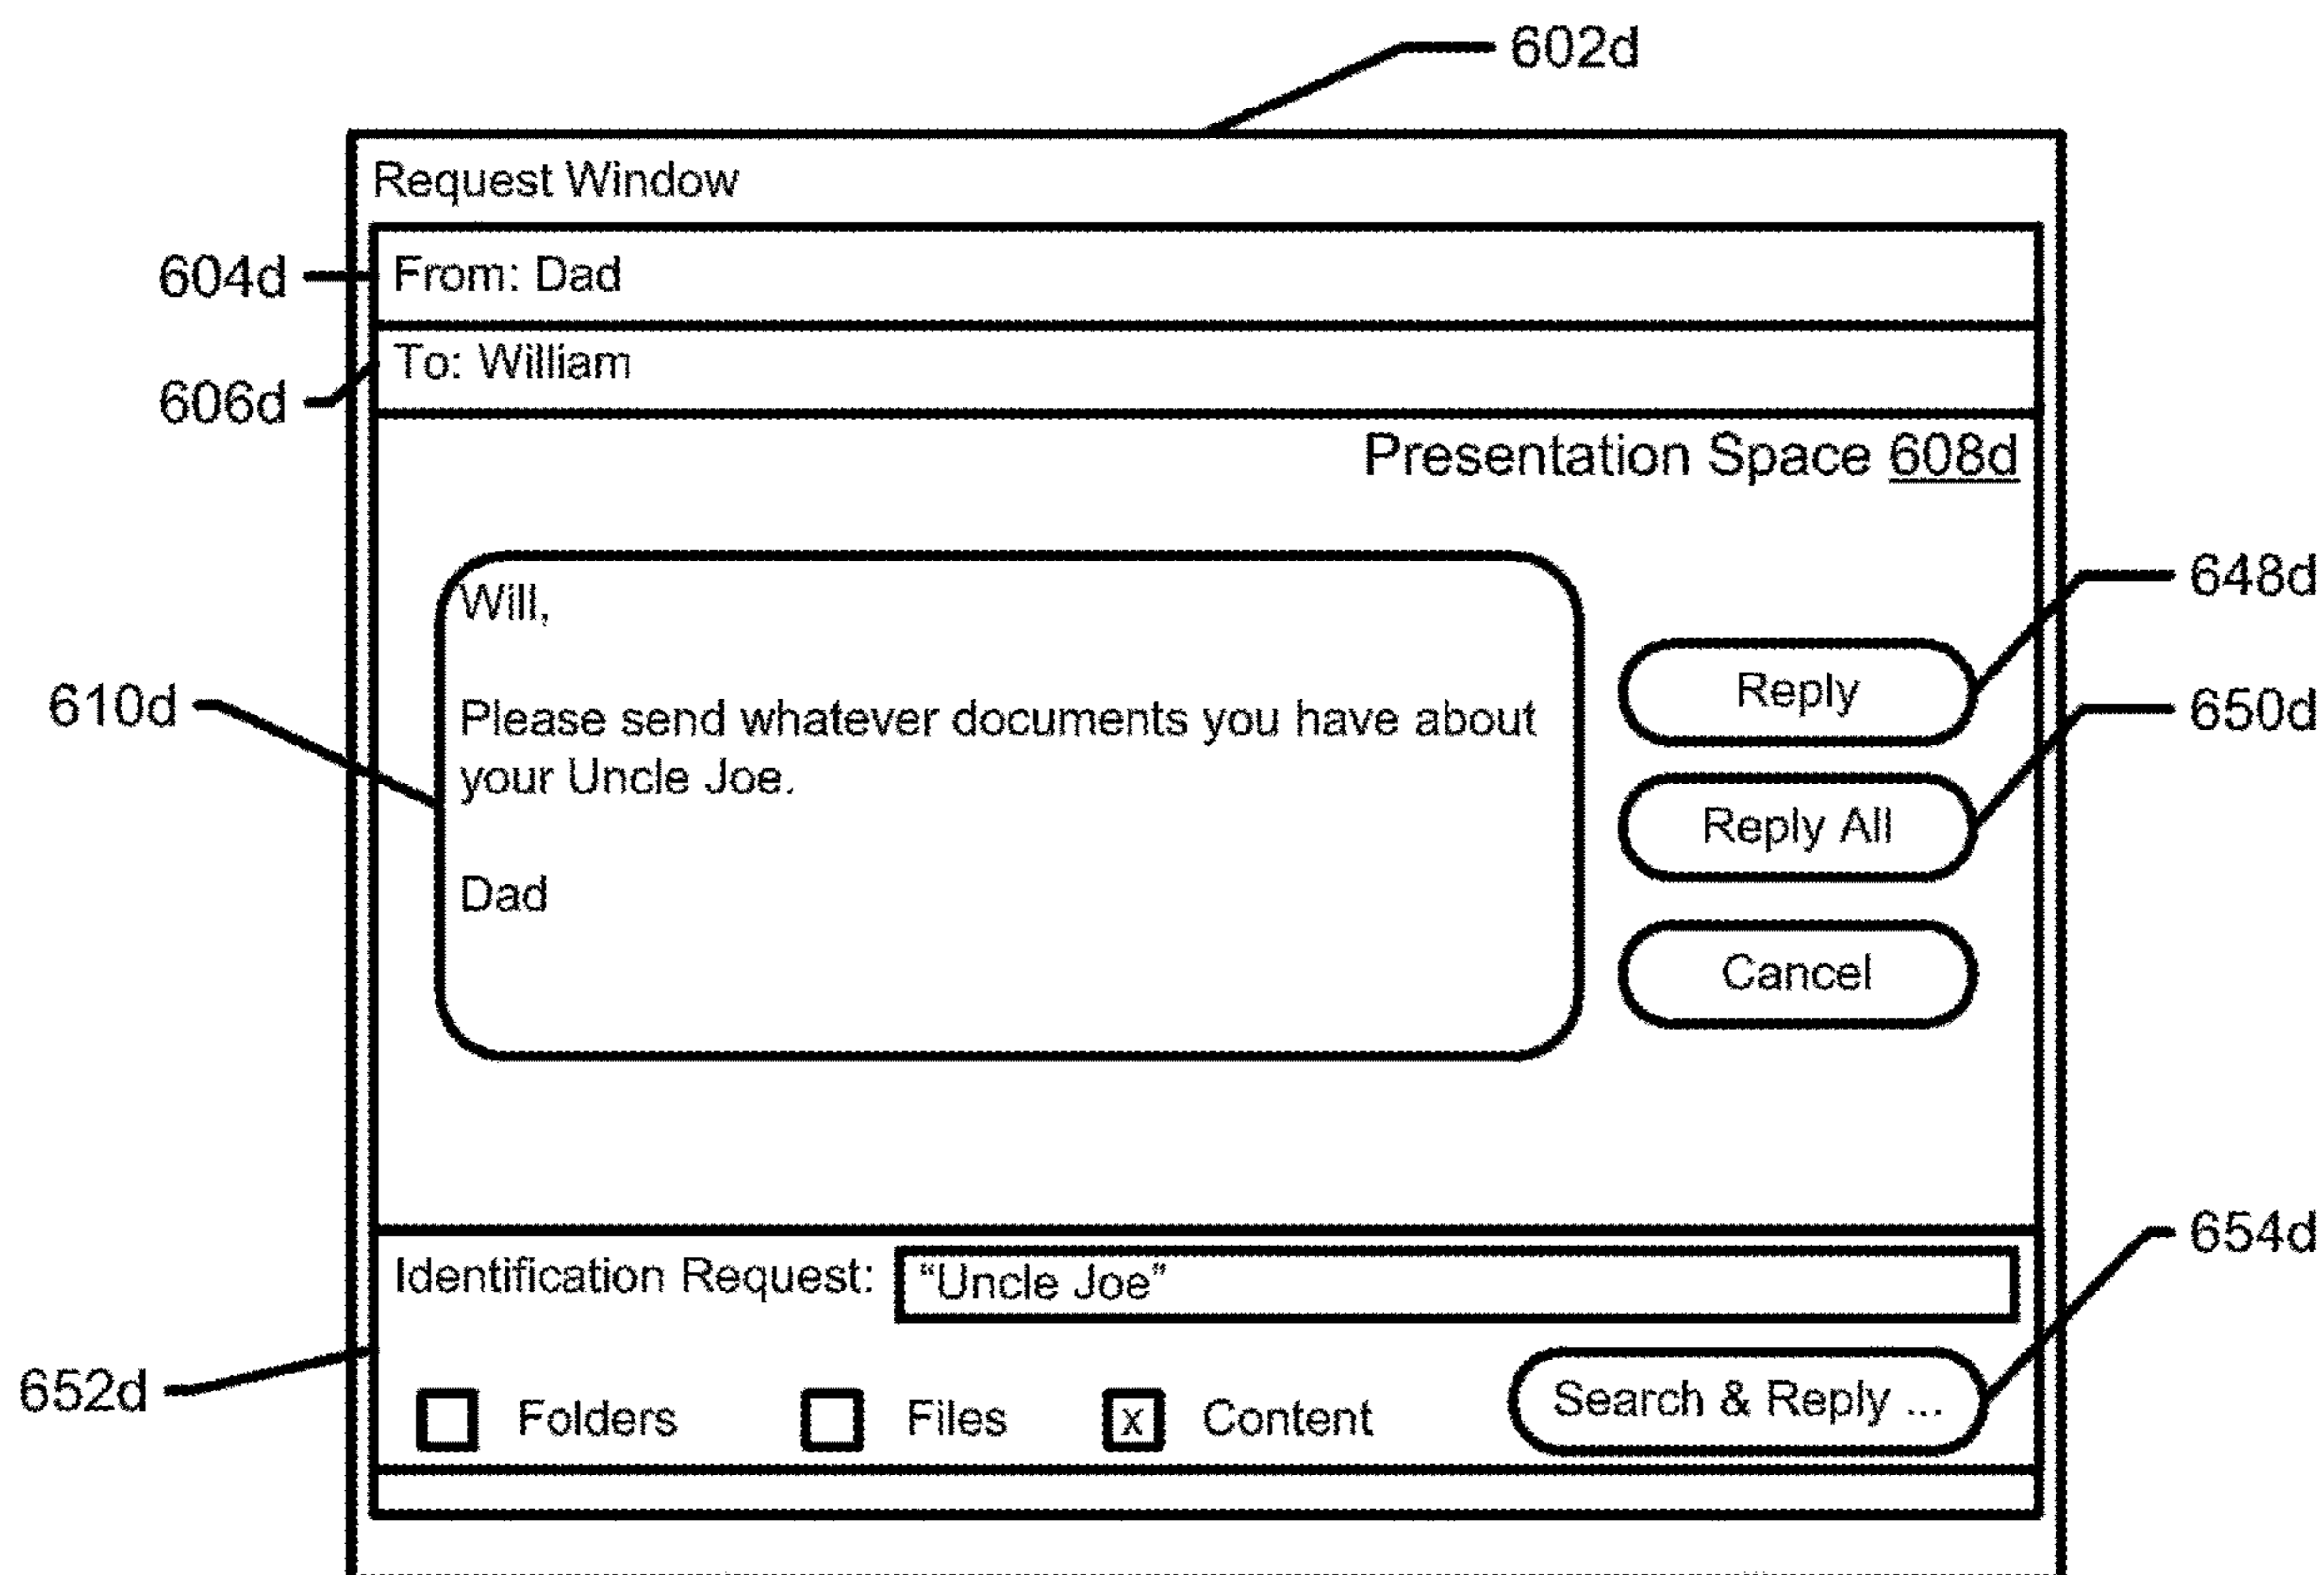 602d
Request Window
604d
From: Dad
606d
To: William
Presentation Space 608d
610d
Will,
Please send whatever documents you have about
your Uncle Joe.
Dad
648d
Reply
650d
Reply All
Cancel
654d
Identification Request: “Uncle Joe”
652d
Folders Files x Content Search & Reply ...